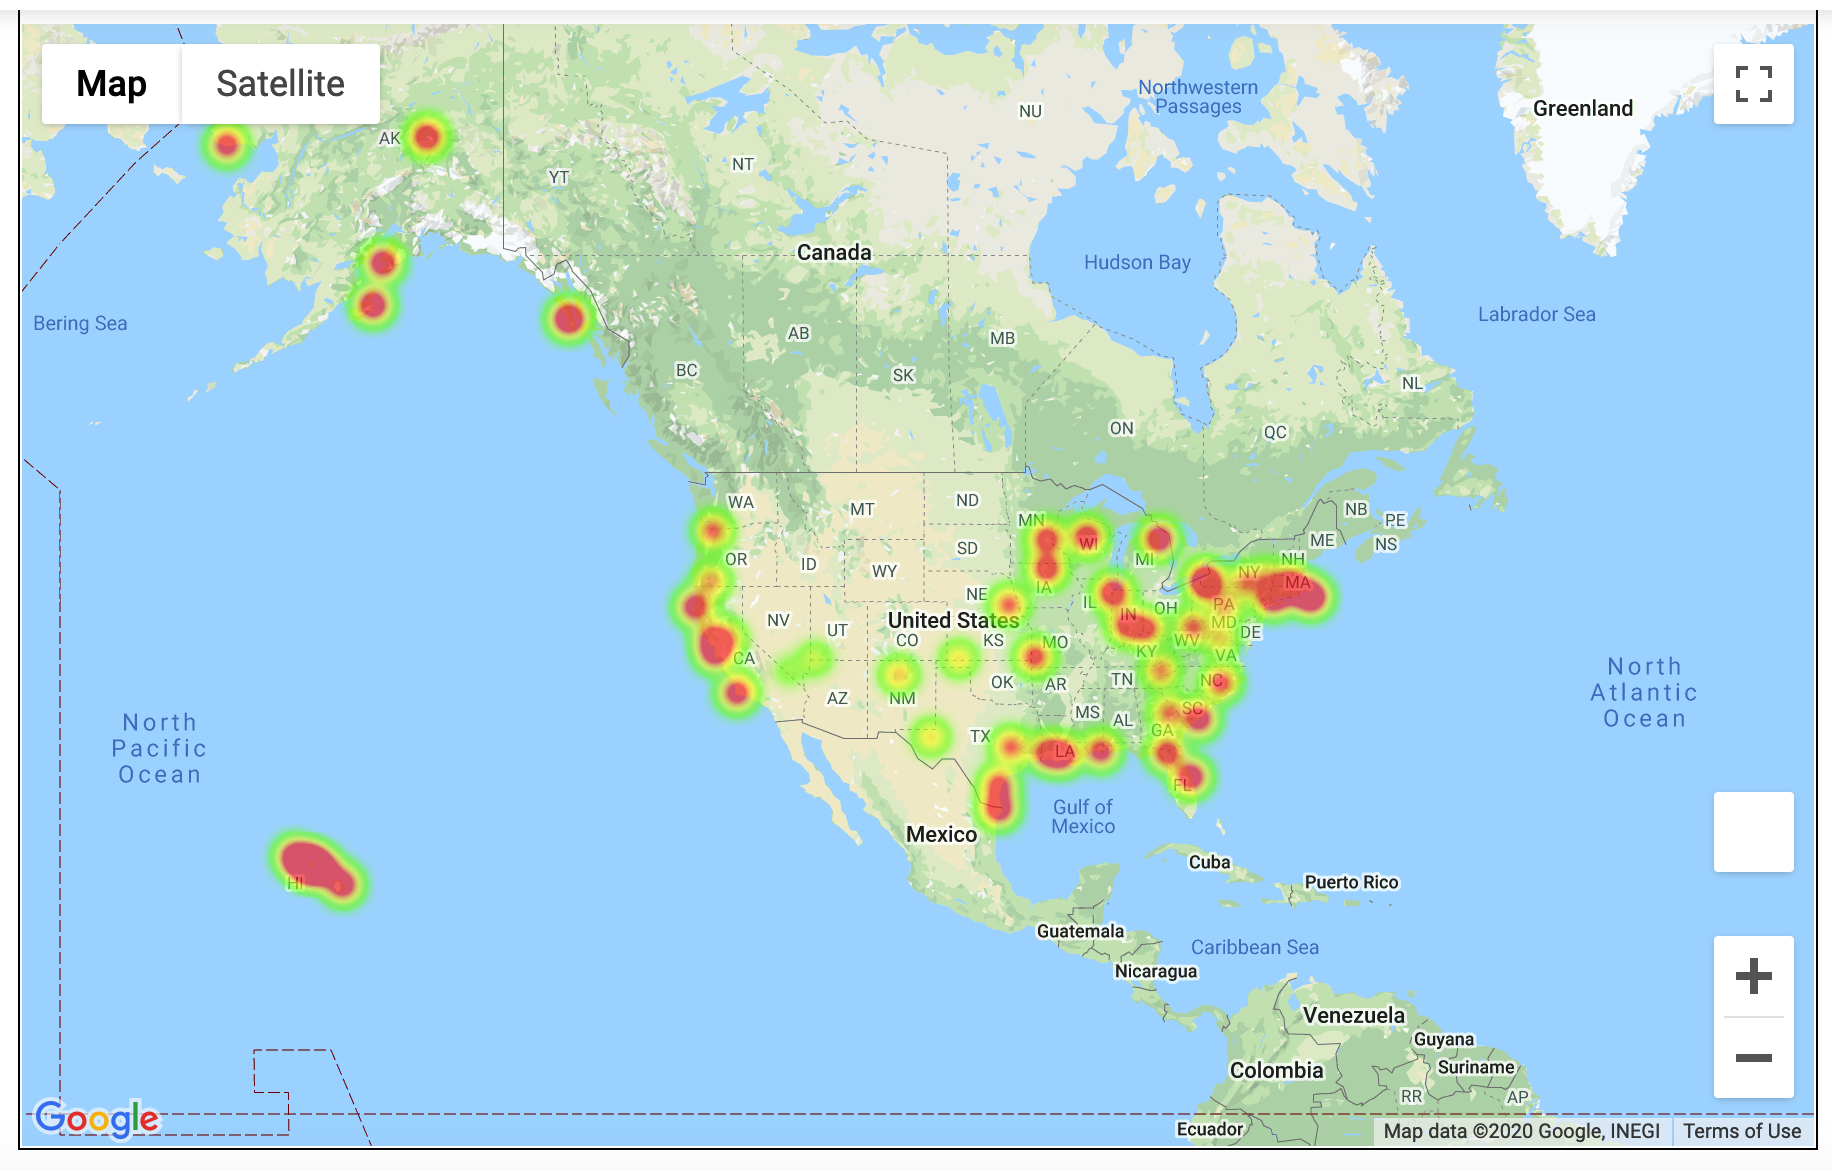 Map
Satellite
Greenland
Northwestern
Passages
NU
AK
NT
YT
Canada
Hudson Bay
Bering Sea
Labrador Sea
AB
MB
BC
SK
NL
ON
QC
WA
MT
ND
MN
NB
PE
ME
NS
WI
OR
ID
SD
MI
NH
WY
NY
MA
NE
IA
IL
IN
OH
PA
NV
UT
United States
CO
KS
MO
WV
MD
DE
CA
KY
VA
AZ
NM
OK
AR
TN
NC
MS
AL
SC
GA
TX
LA
FL
North
Pacific
Ocean
North
Atlantic
Ocean
Gulf of
Mexico
Mexico
HI
Cuba
Puerto Rico
Guatemala
Caribbean Sea
Nicaragua
Venezuela
Guyana
Suriname
Colombia
RR
AP
Ecuador
Google
Map data ©2020 Google, INEGI
Terms of Use